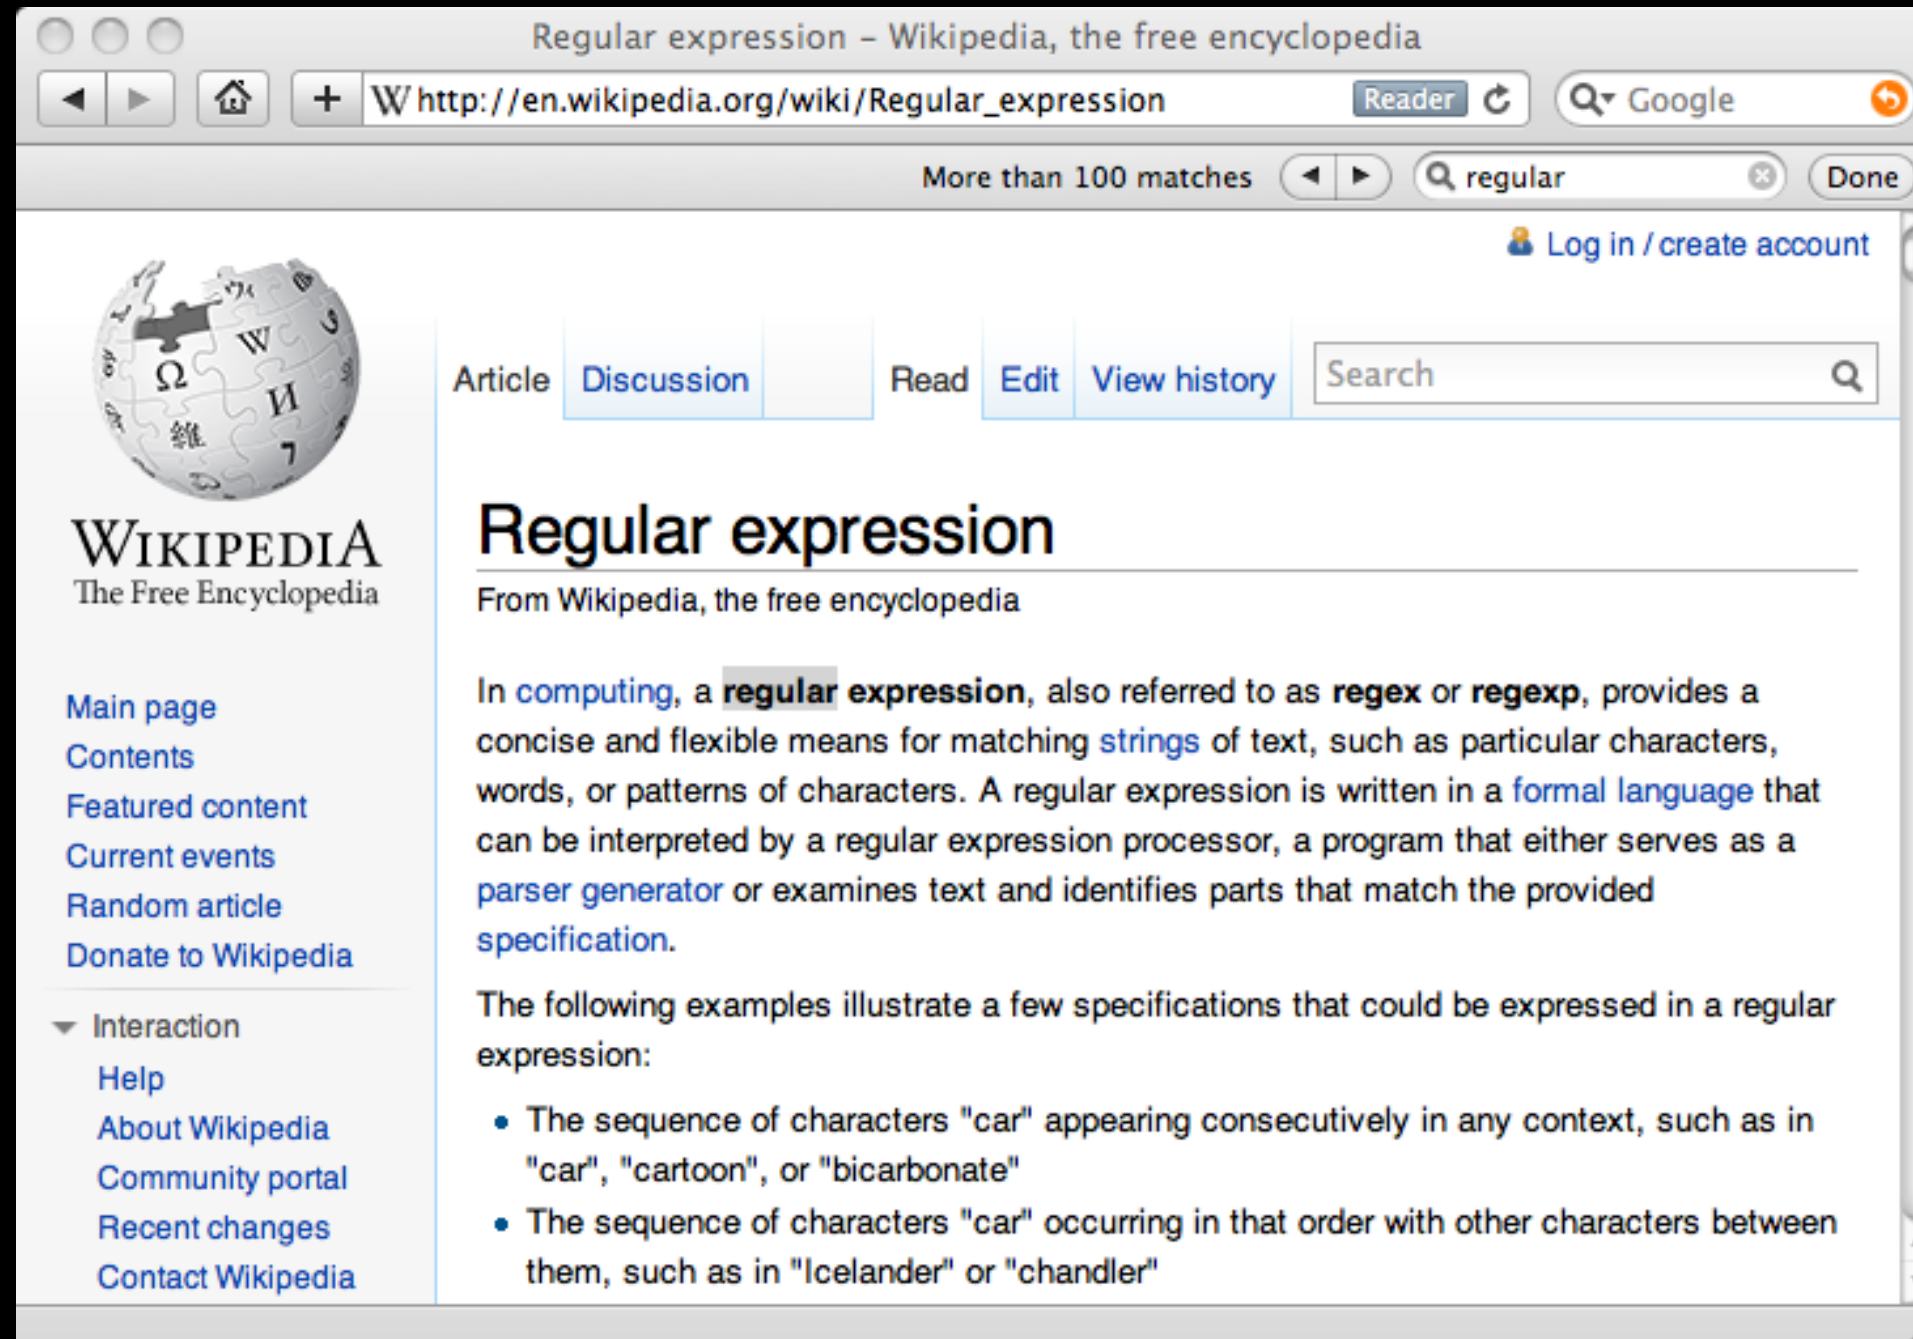 Regular expression – Wikipedia, the free encyclopedia
W http://en.wikipedia.org/wiki/Regular_expression Reader Google
More than 100 matches regular Done
Log in / create account
Article Discussion Read Edit View history Search
Ω W И 維 7
WIKIPEDIA
The Free Encyclopedia
Main page
Contents
Featured content
Current events
Random article
Donate to Wikipedia
Interaction
Help
About Wikipedia
Community portal
Recent changes
Contact Wikipedia
Regular expression
From Wikipedia, the free encyclopedia
In computing, a regular expression, also referred to as regex or regexp, provides a
concise and flexible means for matching strings of text, such as particular characters,
words, or patterns of characters. A regular expression is written in a formal language that
can be interpreted by a regular expression processor, a program that either serves as a
parser generator or examines text and identifies parts that match the provided
specification.
The following examples illustrate a few specifications that could be expressed in a regular
expression:
• The sequence of characters "car" appearing consecutively in any context, such as in
"car", "cartoon", or "bicarbonate"
• The sequence of characters "car" occurring in that order with other characters between
them, such as in "Icelander" or "chandler"